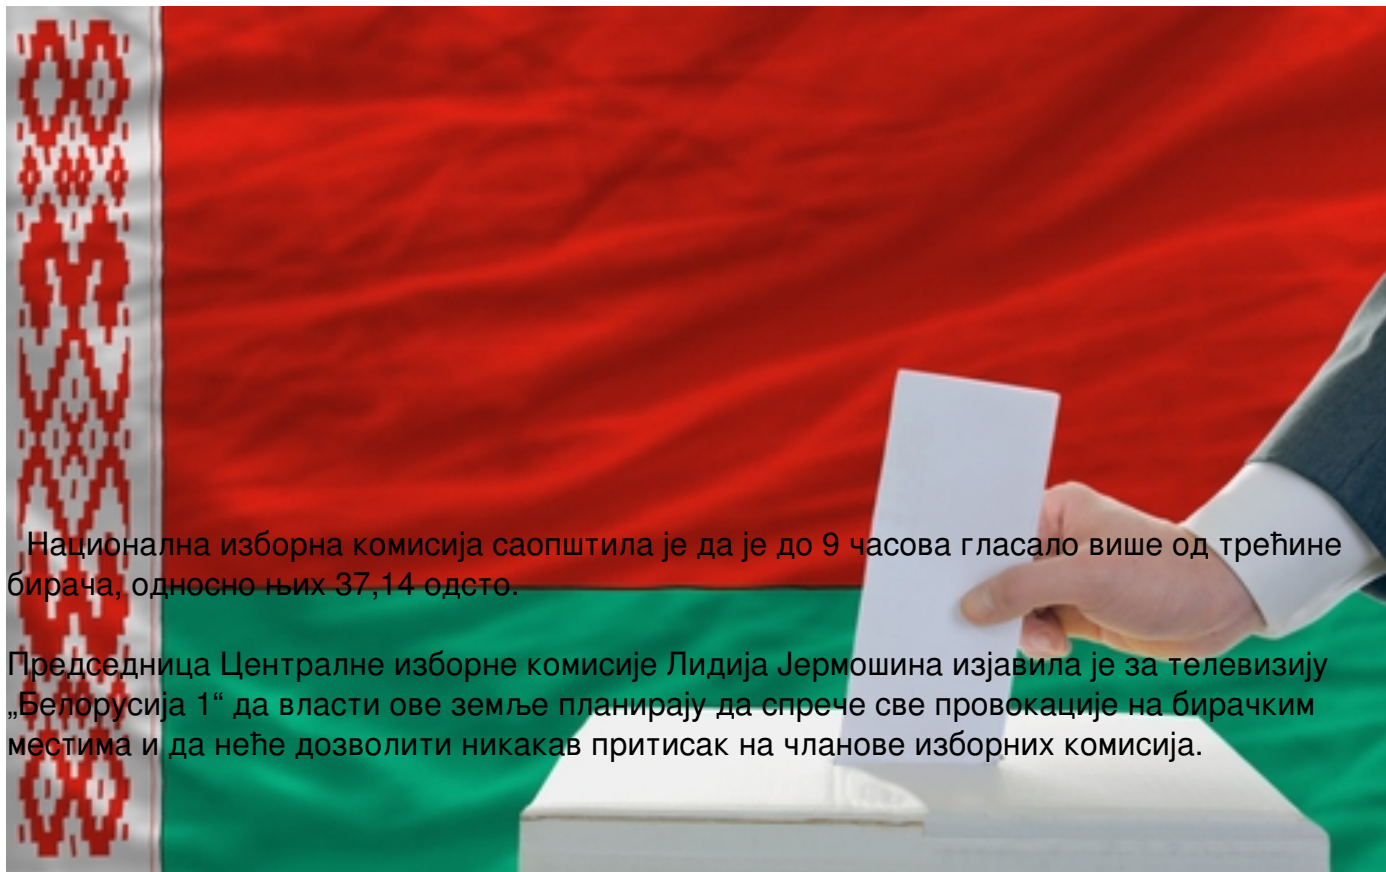 Национална изборна комисија саопштила је да је до 9 часова гласало више од трећине
бирача, односно њих 37,14 одсто.
Председница Централне изборне комисије Лидија Јермошина изјавила је за телевизију
„Белорусија 1“ да власти ове земље планирају да спрече све провокације на бирачким
местима и да неће дозволити никакав притисак на чланове изборних комисија.